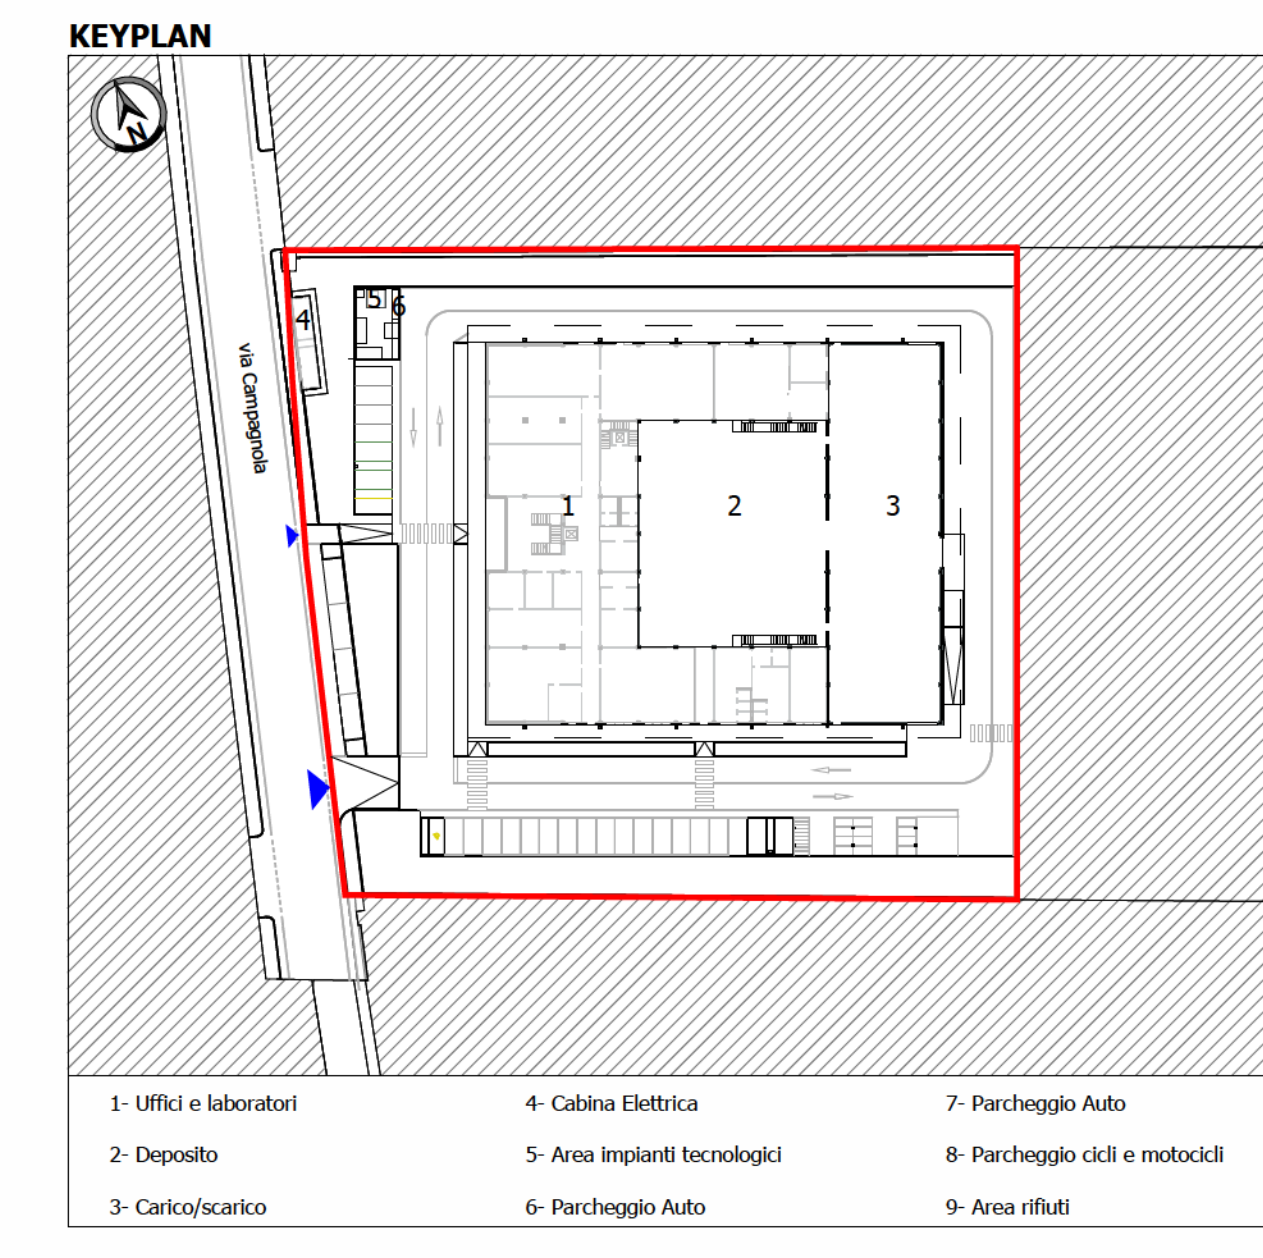 KEYPLAN
N
5
6
4
via Campagnola
1
2
3
1- Uffici e laboratori
4- Cabina Elettrica
7- Parcheggio Auto
2- Deposito
5- Area impianti tecnologici
8- Parcheggio cicli e motocicli
3- Carico/scarico
6- Parcheggio Auto
9- Area rifiuti